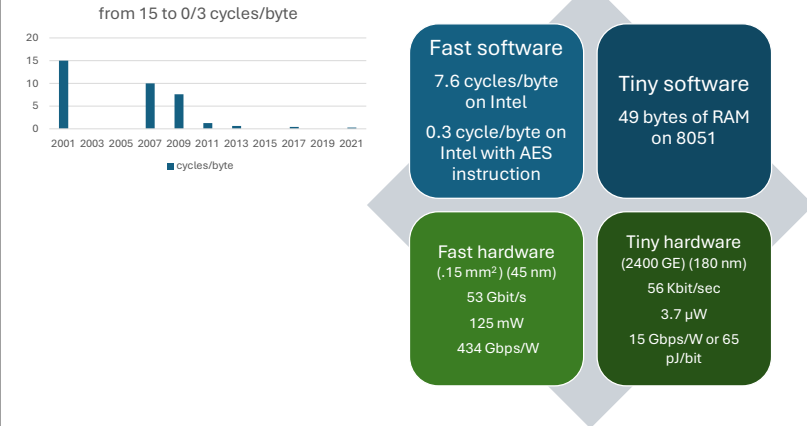 from 15 to 0/3 cycles/byte
20
15
10
5
0
2001 2003 2005 2007 2009 2011 2013 2015 2017 2019 2021
cycles/byte
Fast software
7.6 cycles/byte
on Intel
0.3 cycle/byte on
Intel with AES
instruction
Tiny software
49 bytes of RAM
on 8051
Fast hardware
(.15 mm²) (45 nm)
53 Gbit/s
125 mW
434 Gbps/W
Tiny hardware
(2400 GE) (180 nm)
56 Kbit/sec
3.7 µW
15 Gbps/W or 65
pJ/bit